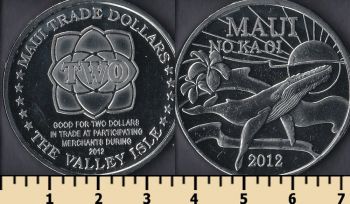 MAUI TRADE DOLLARS
TWO
GOOD FOR TWO DOLLARS
IN TRADE AT PARTICIPATING
MERCHANTS DURING
2012
THE VALLEY ISLE
MAUI
NO KA OI
2012
1 2 3 4 5 6 7